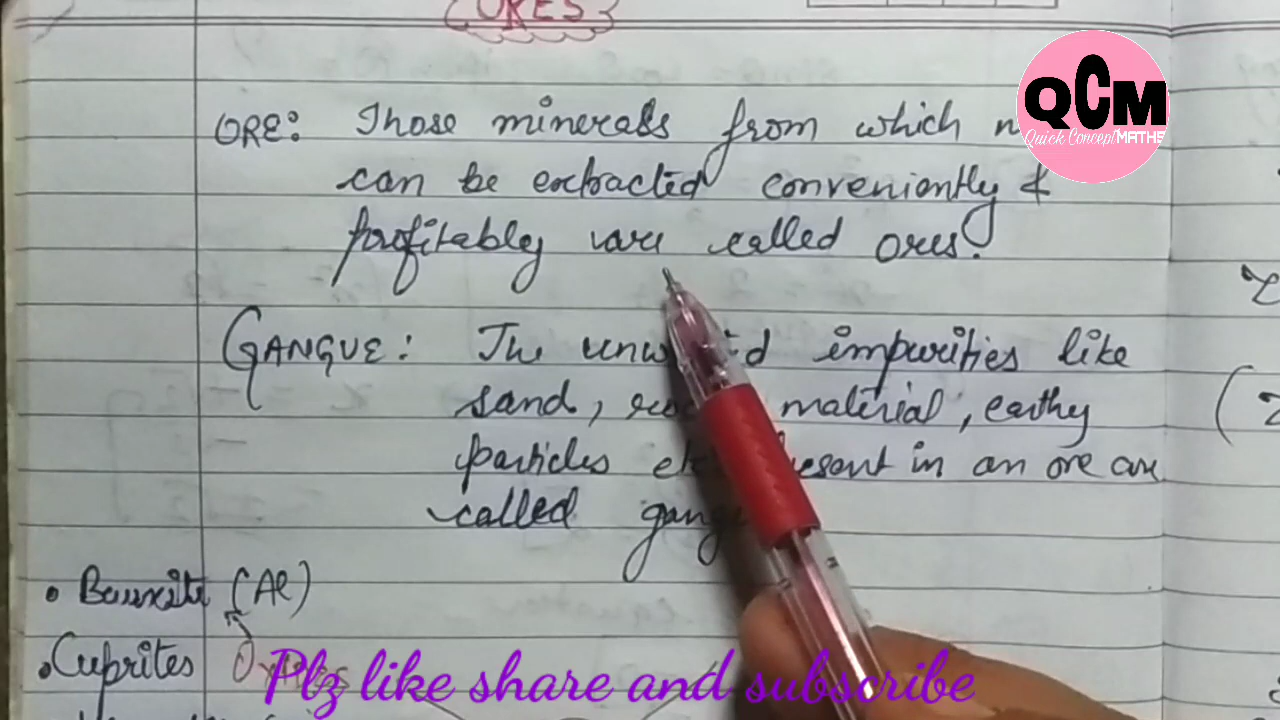 ORES
QCM
Quick Concept MATHS
ORE: Those minerals from which
can be extracted conveniently &
profitably are called ores.
GANGUE: The impurities like
sand, material, earthy
particles in an ore are
called
• Bauxite (Al)
• Cuprites
Plz like share and subscribe